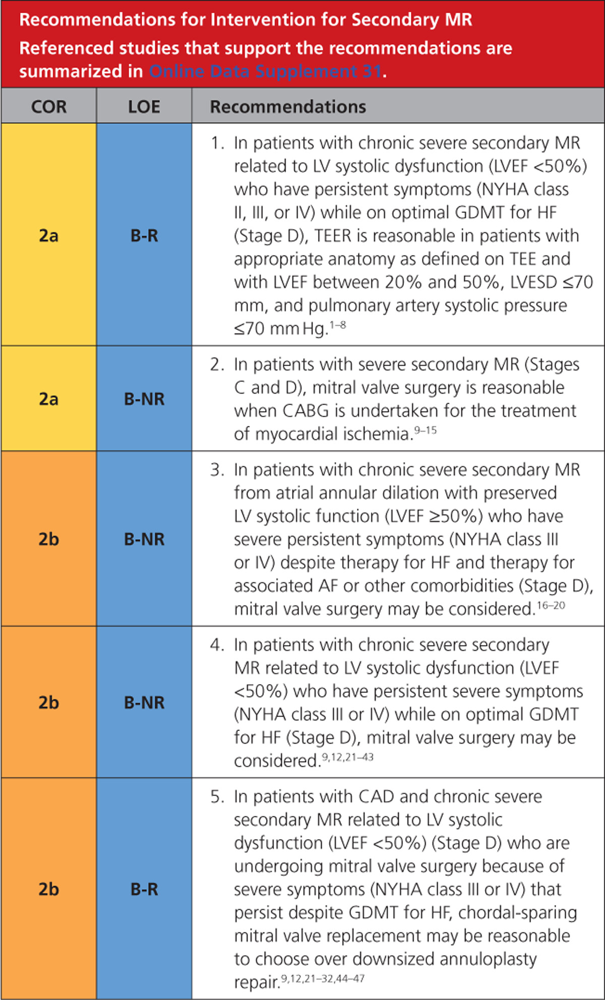 Recommendations for Intervention for Secondary MR
Referenced studies that support the recommendations are
summarized in Online Data Supplement 31.
COR LOE Recommendations
2a B-R
1. In patients with chronic severe secondary MR
related to LV systolic dysfunction (LVEF <50%)
who have persistent symptoms (NYHA class
II, III, or IV) while on optimal GDMT for HF
(Stage D), TEER is reasonable in patients with
appropriate anatomy as defined on TEE and
with LVEF between 20% and 50%, LVESD ≤70
mm, and pulmonary artery systolic pressure
≤70 mm Hg.1–8
2a B-NR
2. In patients with severe secondary MR (Stages
C and D), mitral valve surgery is reasonable
when CABG is undertaken for the treatment
of myocardial ischemia.9–15
2b B-NR
3. In patients with chronic severe secondary MR
from atrial annular dilation with preserved
LV systolic function (LVEF ≥50%) who have
severe persistent symptoms (NYHA class III
or IV) despite therapy for HF and therapy for
associated AF or other comorbidities (Stage D),
mitral valve surgery may be considered.16–20
2b B-NR
4. In patients with chronic severe secondary
MR related to LV systolic dysfunction (LVEF
<50%) who have persistent severe symptoms
(NYHA class III or IV) while on optimal GDMT
for HF (Stage D), mitral valve surgery may be
considered.9,12,21–43
2b B-R
5. In patients with CAD and chronic severe
secondary MR related to LV systolic
dysfunction (LVEF <50%) (Stage D) who are
undergoing mitral valve surgery because of
severe symptoms (NYHA class III or IV) that
persist despite GDMT for HF, chordal-sparing
mitral valve replacement may be reasonable
to choose over downsized annuloplasty
repair.9,12,21–32,44–47